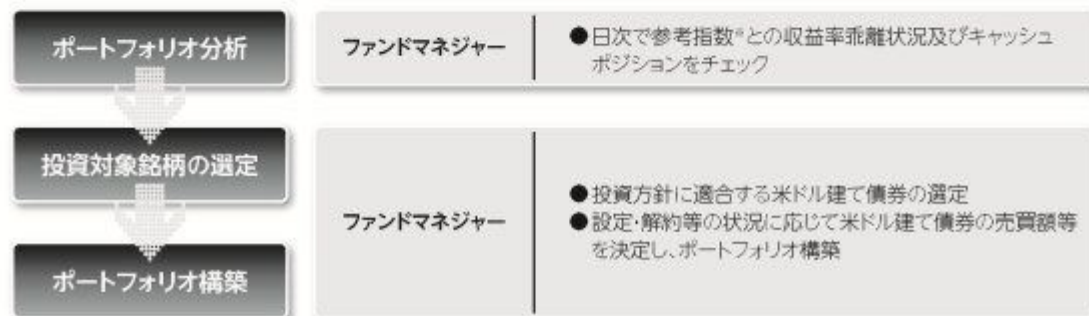 ポートフォリオ分析
ファンドマネジャー
●日次で参考指数※との収益率乖離状況及びキャッシュ
ポジションをチェック
投資対象銘柄の選定
ポートフォリオ構築
ファンドマネジャー
●投資方針に適合する米ドル建て債券の選定
●設定・解約等の状況に応じて米ドル建て債券の売買額等
を決定し、ポートフォリオ構築